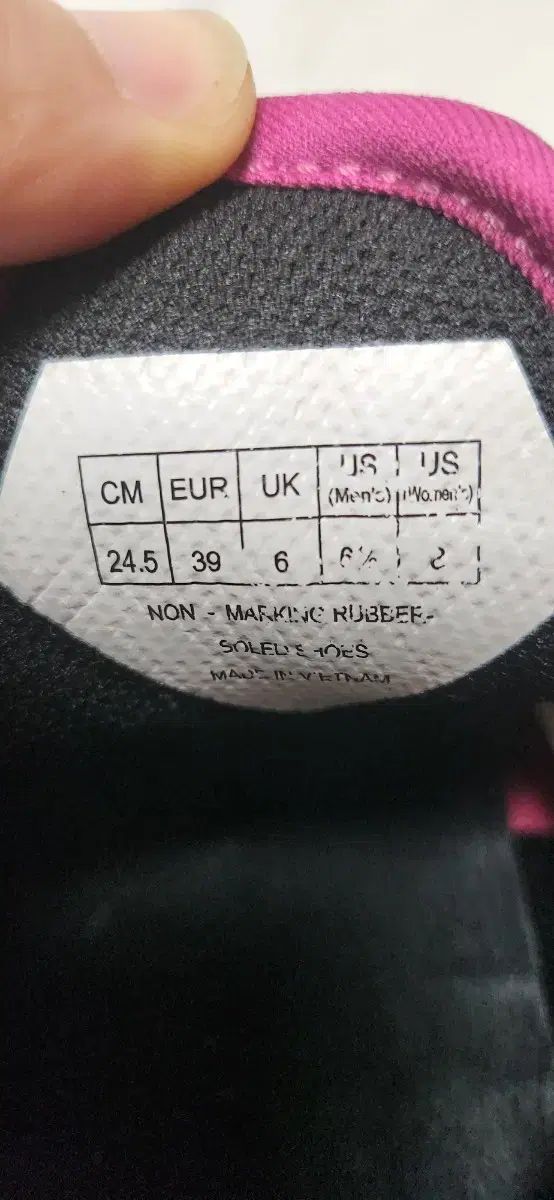 CM EUR UK US (Men's) US (Women's)
24.5 39 6 6½
NON - MARKING RUBBER-
SOLED SHOES
MADE IN VIETNAM